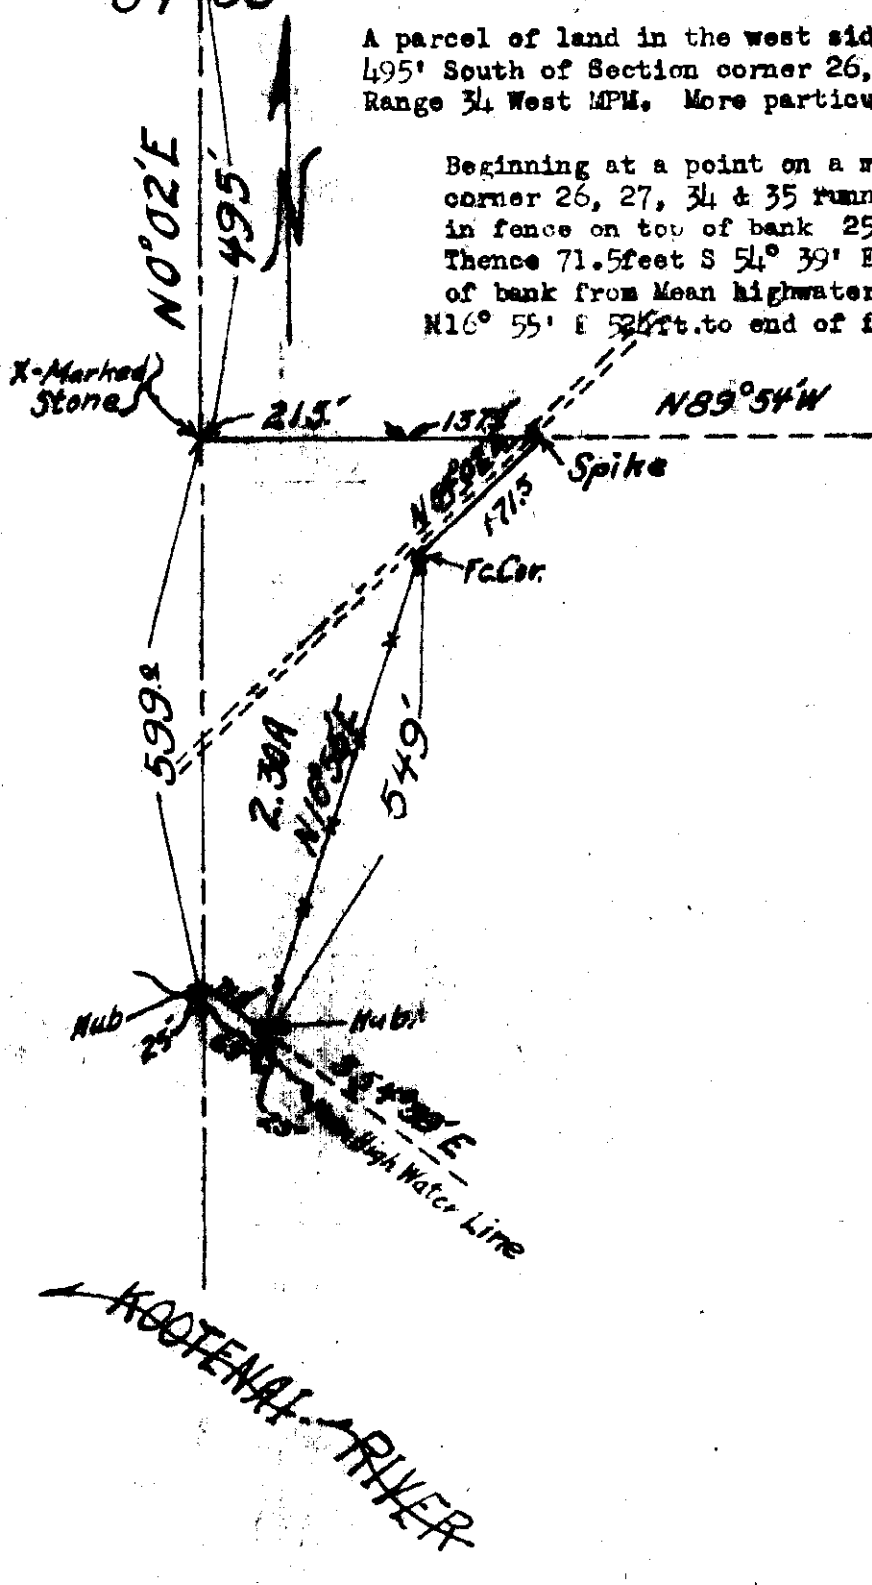 A parcel of land in the west sid
495' South of Section corner 26,
Range 34 West MPM. More particu
Beginning at a point on a m
corner 26, 27, 34 & 35 runn
in fence on top of bank 25
Thence 71.5feet S 54° 39' E
of bank from Mean highwater
N16° 55' E 526ft.to end of f
N0°02'E
495'
X-Marked
Stone
215'
137
N89°54'W
Spike
171.5
Fc.Cor.
599.2
2.30A
549'
Hub
25'
Hub
S54°39'E
High Water Line
KOOTENAI RIVER